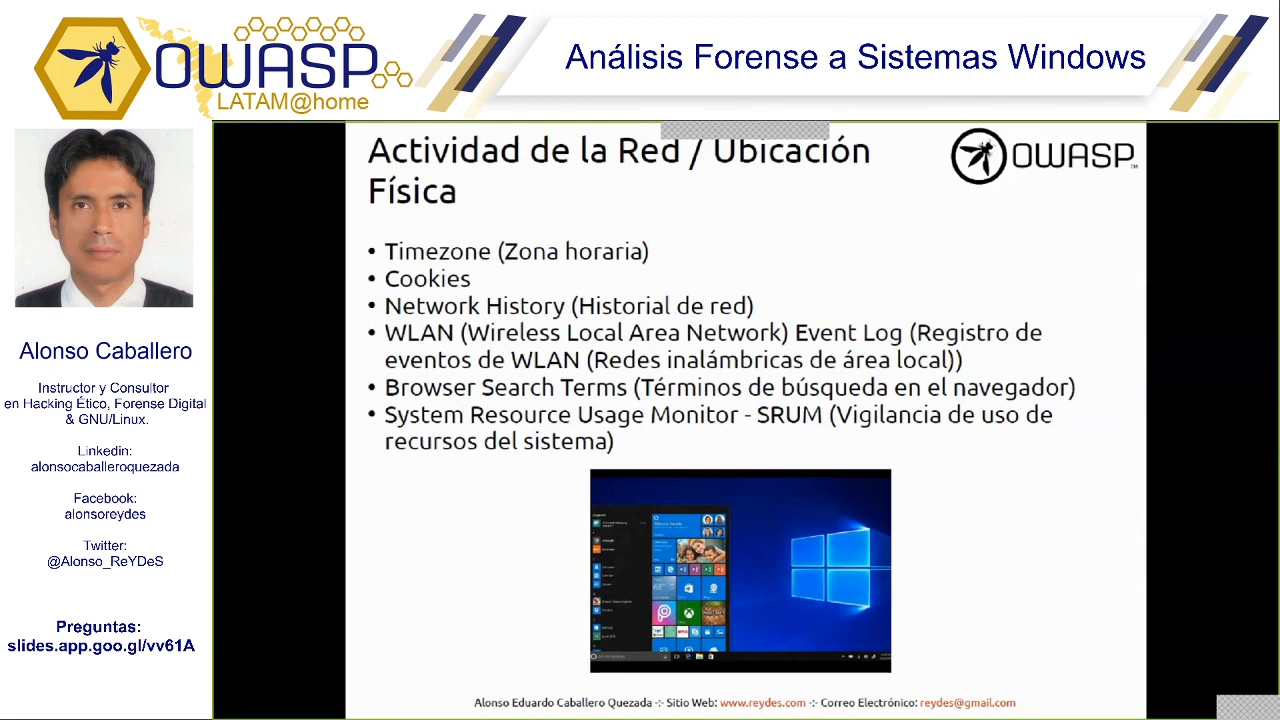 OWASP
LATAM@home
Análisis Forense a Sistemas Windows
Alonso Caballero
Instructor y Consultor
en Hacking Ético, Forense Digital
& GNU/Linux.
Linkedin:
alonsocaballeroquezada
Facebook:
alonsoreydes
Twitter:
@Alonso_ReYDeS
Preguntas:
slides.app.goo.gl/xv61A
Actividad de la Red / Ubicación
Física
OWASP
• Timezone (Zona horaria)
• Cookies
• Network History (Historial de red)
• WLAN (Wireless Local Area Network) Event Log (Registro de
eventos de WLAN (Redes inalámbricas de área local))
• Browser Search Terms (Términos de búsqueda en el navegador)
• System Resource Usage Monitor - SRUM (Vigilancia de uso de
recursos del sistema)
Alonso Eduardo Caballero Quezada -:- Sitio Web: www.reydes.com -:- Correo Electrónico: reydes@gmail.com